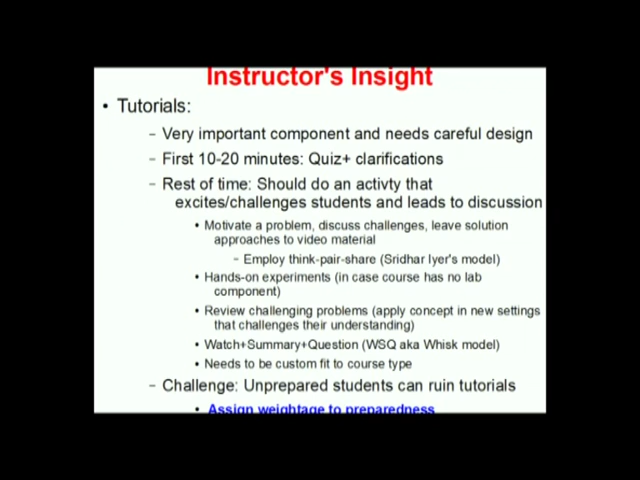 Instructor's Insight
• Tutorials:
– Very important component and needs careful design
– First 10-20 minutes: Quiz+ clarifications
– Rest of time: Should do an activty that
excites/challenges students and leads to discussion
• Motivate a problem, discuss challenges, leave solution
approaches to video material
– Employ think-pair-share (Sridhar Iyer's model)
• Hands-on experiments (in case course has no lab
component)
• Review challenging problems (apply concept in new settings
that challenges their understanding)
• Watch+Summary+Question (WSQ aka Whisk model)
• Needs to be custom fit to course type
– Challenge: Unprepared students can ruin tutorials
• Assign weightage to preparedness